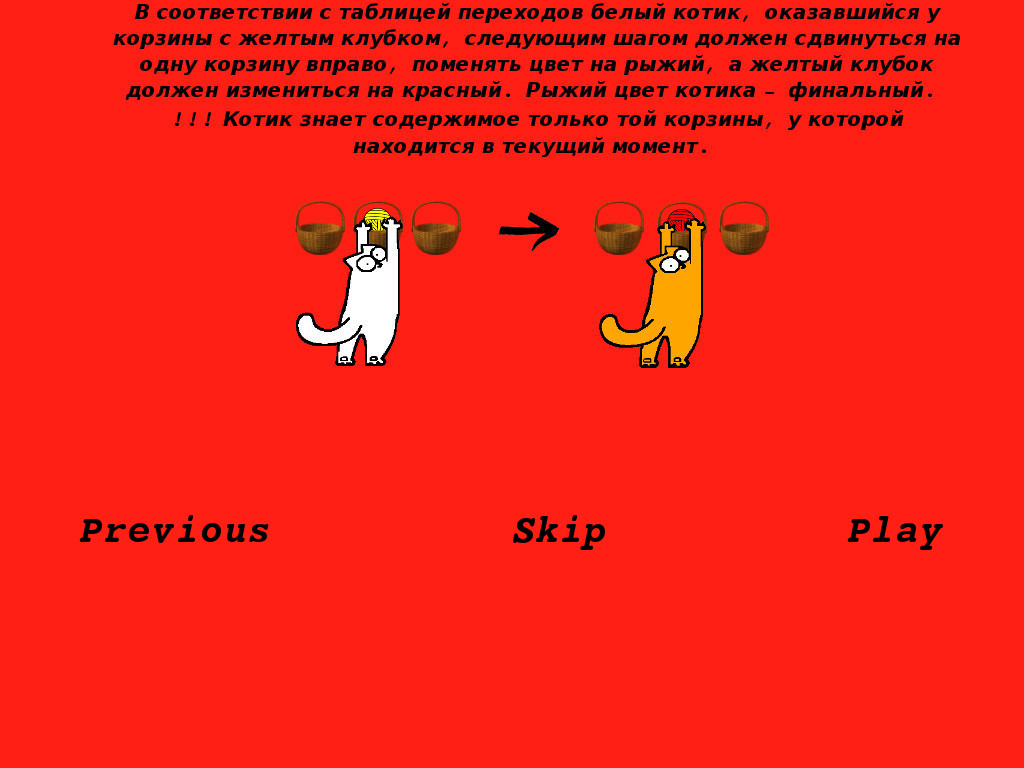 В соответствии с таблицей переходов белый котик, оказавшийся у
корзины с желтым клубком, следующим шагом должен сдвинуться на
одну корзину вправо, поменять цвет на рыжий, а желтый клубок
должен измениться на красный. Рыжий цвет котика – финальный.
!!! Котик знает содержимое только той корзины, у которой
находится в текущий момент.
Previous Skip Play